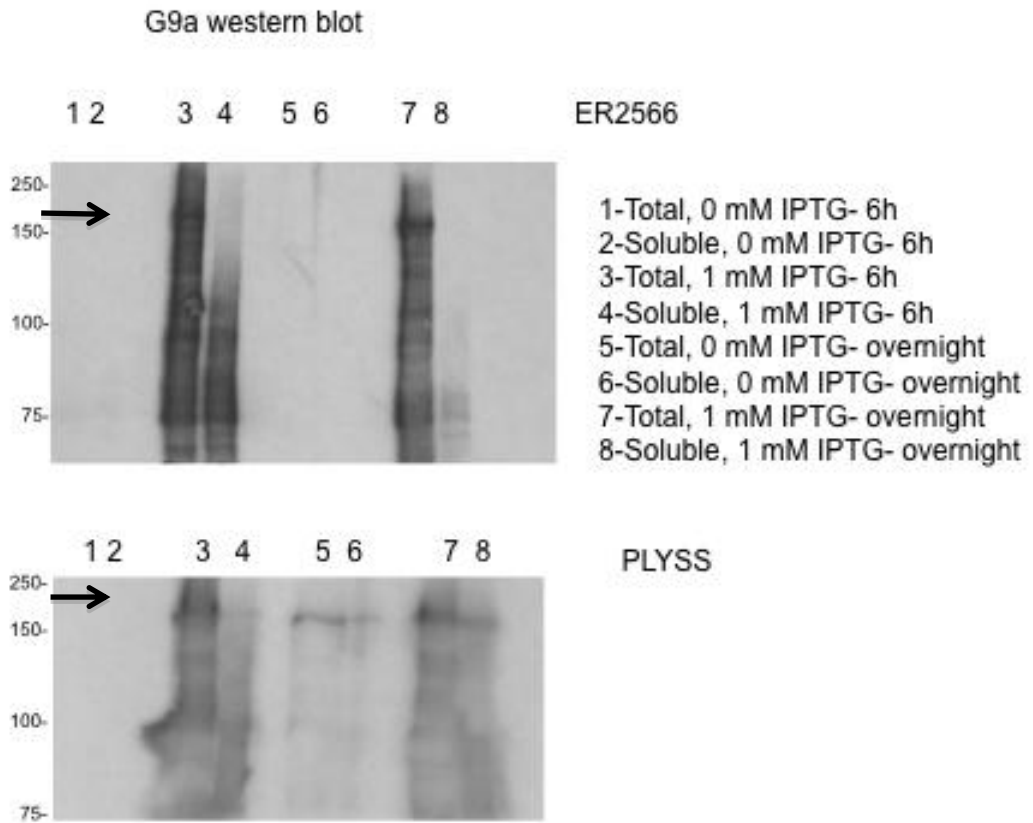 G9a western blot
1 2 3 4 5 6 7 8 ER2566
250-
150-
100-
75-
1-Total, 0 mM IPTG- 6h
2-Soluble, 0 mM IPTG- 6h
3-Total, 1 mM IPTG- 6h
4-Soluble, 1 mM IPTG- 6h
5-Total, 0 mM IPTG- overnight
6-Soluble, 0 mM IPTG- overnight
7-Total, 1 mM IPTG- overnight
8-Soluble, 1 mM IPTG- overnight
1 2 3 4 5 6 7 8 PLYSS
250-
150-
100-
75-